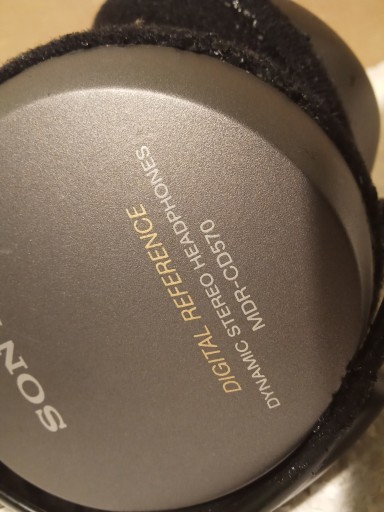 SONY
DIGITAL REFERENCE
DYNAMIC STEREO HEADPHONES
MDR-CD570